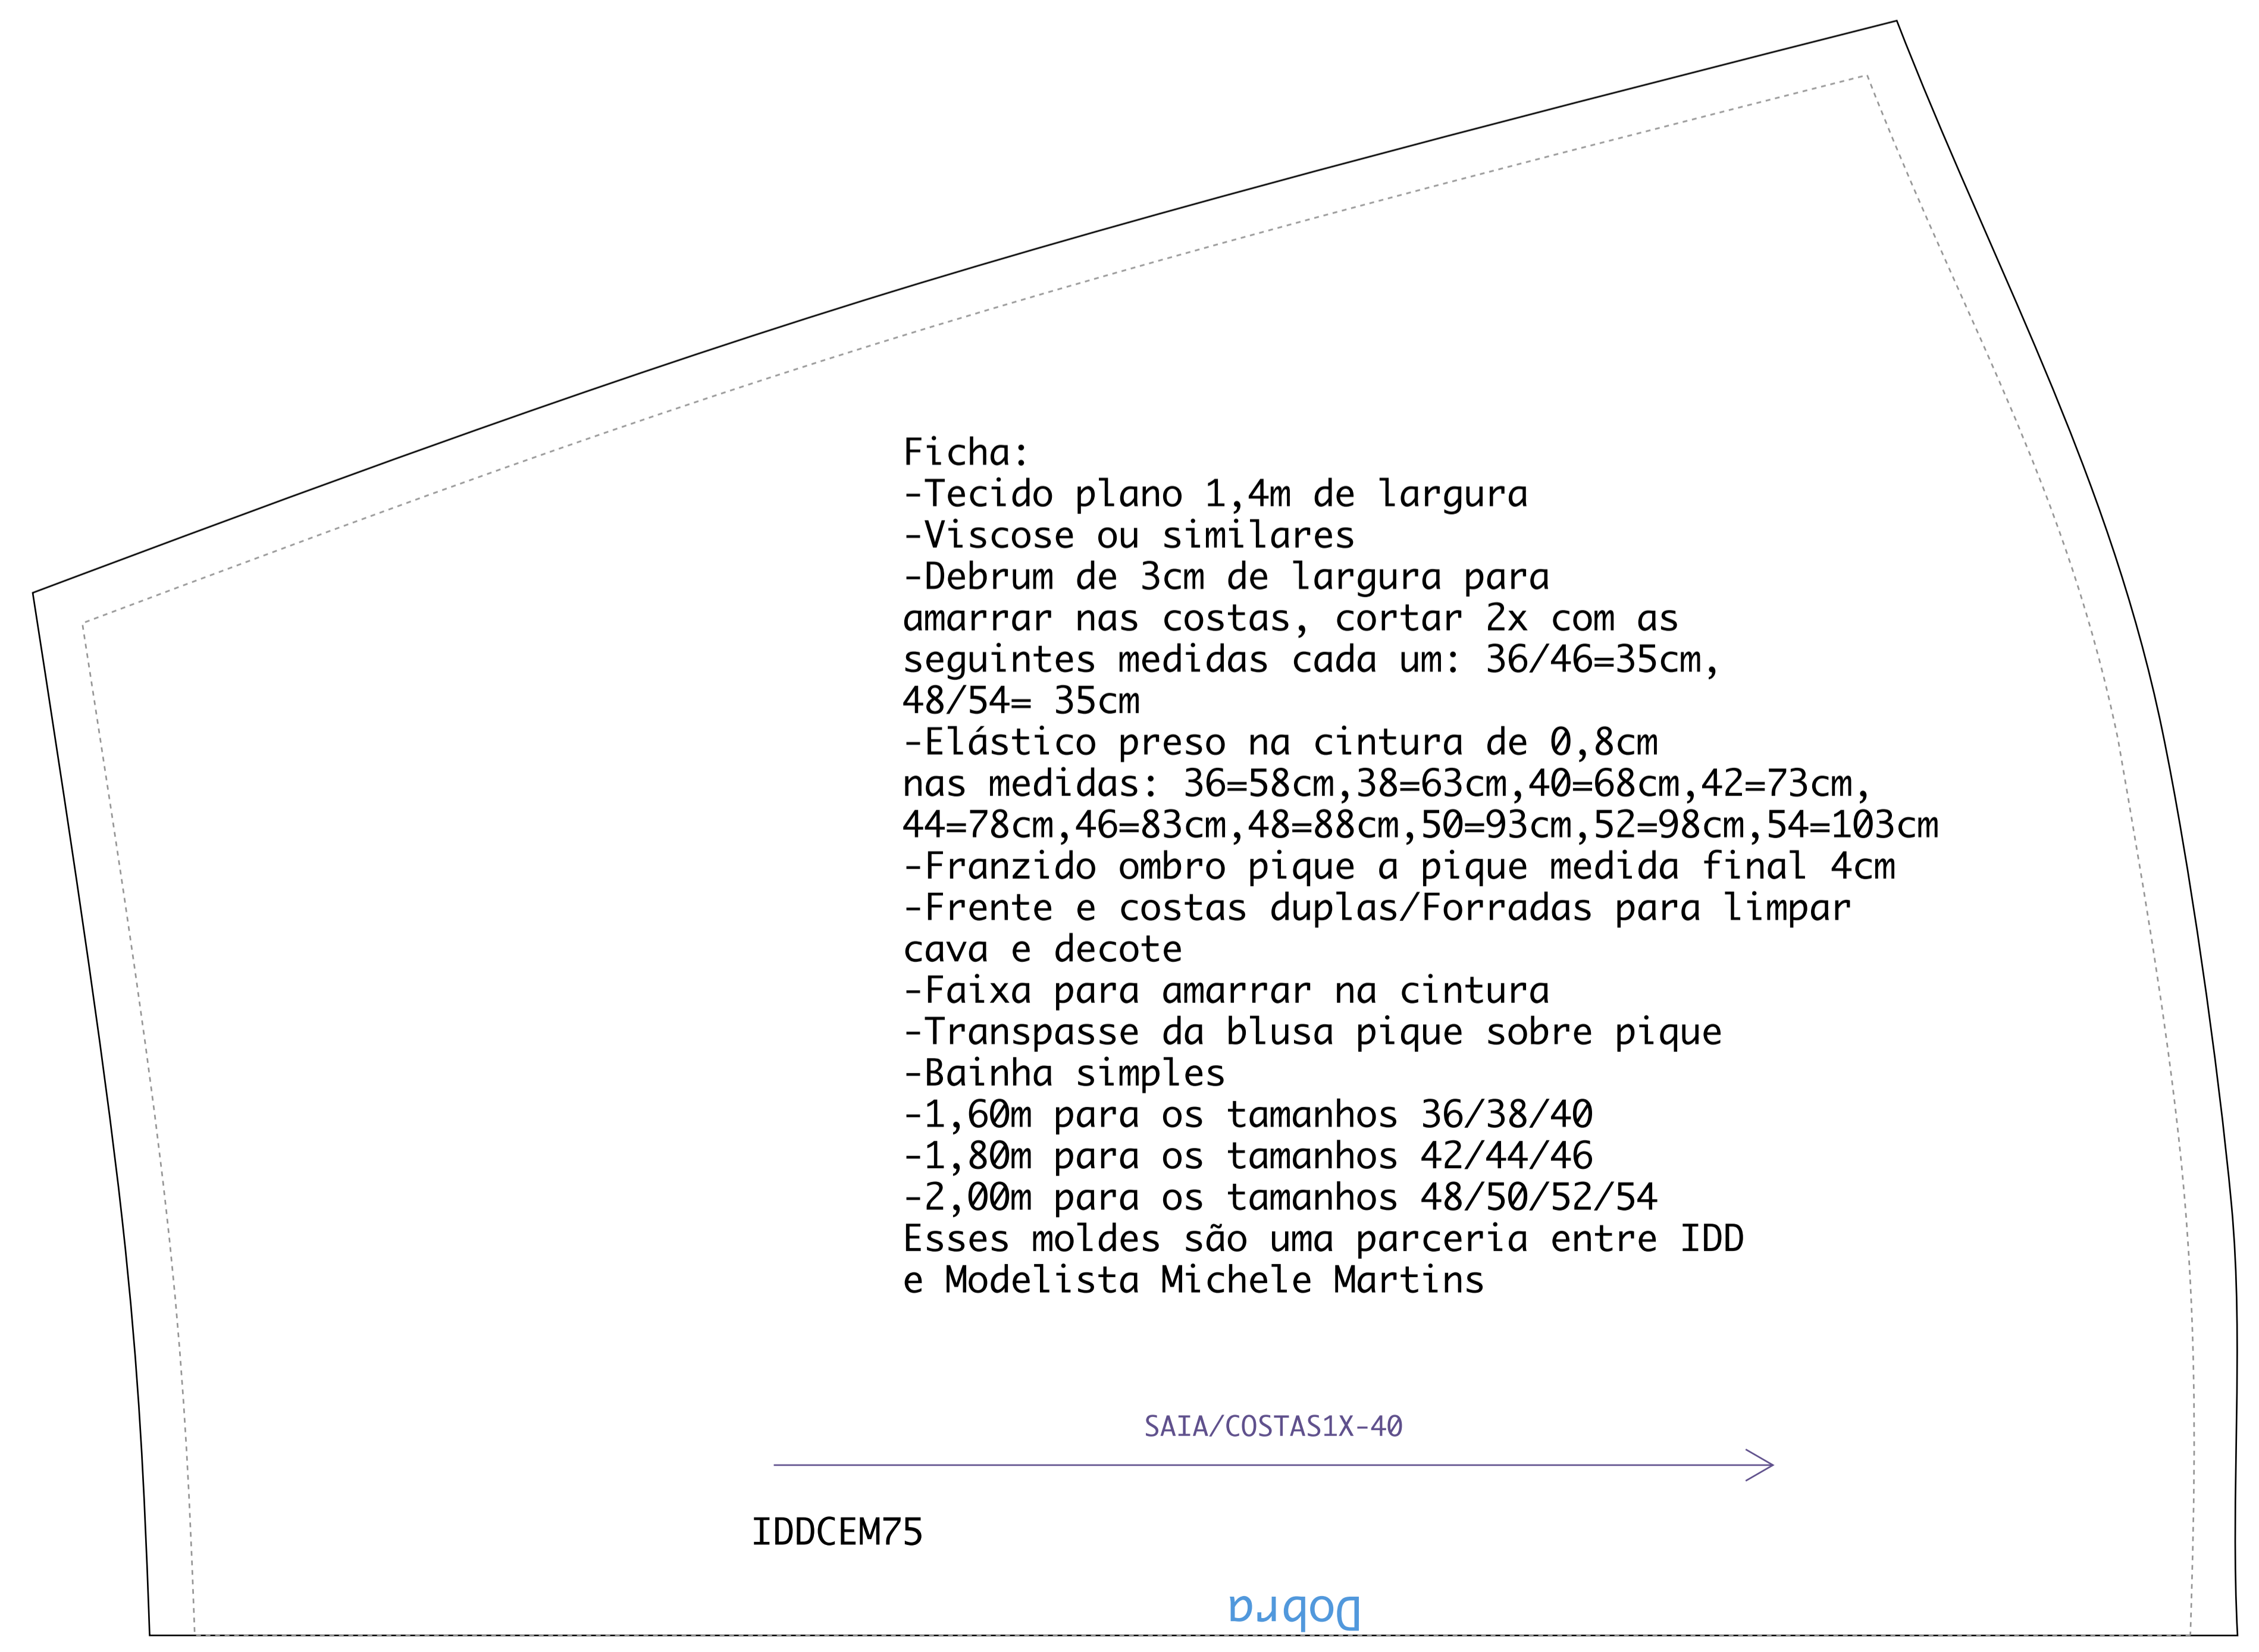 Ficha:
-Tecido plano 1,4m de largura
-Viscose ou similares
-Debrum de 3cm de largura para
amarrar nas costas, cortar 2x com as
seguintes medidas cada um: 36/46=35cm,
48/54= 35cm
-Elástico preso na cintura de 0,8cm
nas medidas: 36=58cm,38=63cm,40=68cm,42=73cm,
44=78cm,46=83cm,48=88cm,50=93cm,52=98cm,54=103cm
-Franzido ombro pique a pique medida final 4cm
-Frente e costas duplas/Forradas para limpar
cava e decote
-Faixa para amarrar na cintura
-Transpasse da blusa pique sobre pique
-Bainha simples
-1,60m para os tamanhos 36/38/40
-1,80m para os tamanhos 42/44/46
-2,00m para os tamanhos 48/50/52/54
Esses moldes são uma parceria entre IDD
e Modelista Michele Martins
SAIA/COSTAS1X-40
IDDCEM75
Dobra